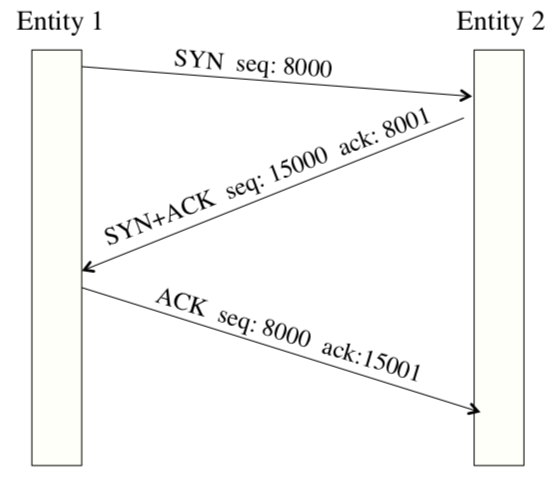 Entity 1
Entity 2
SYN seq: 8000
SYN+ACK seq: 15000 ack: 8001
ACK seq: 8000 ack:15001